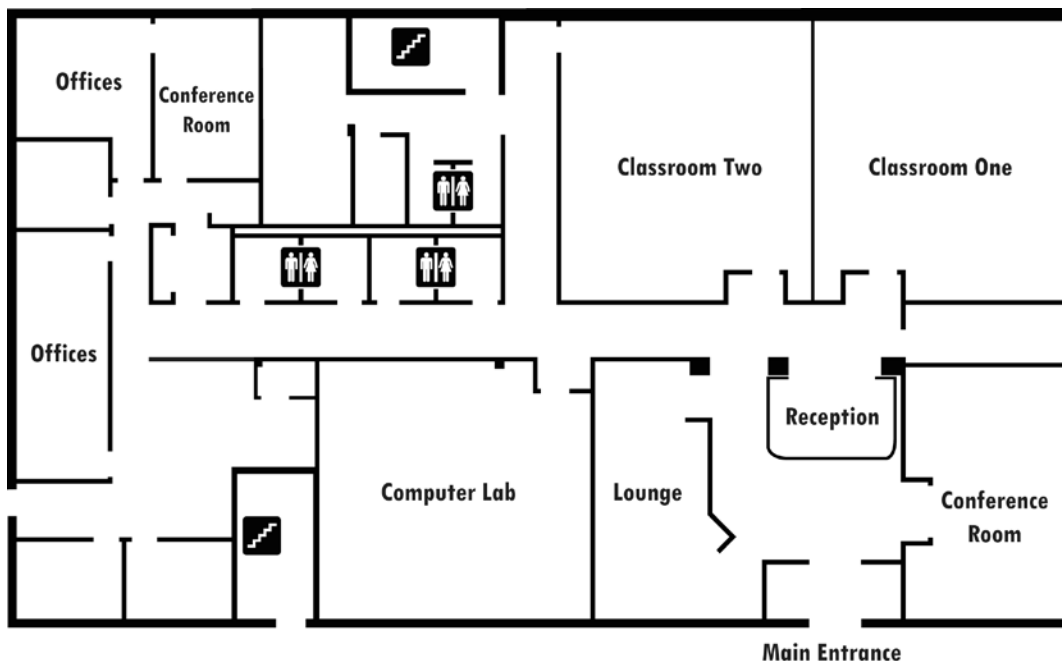 Offices
Conference
Room
Classroom Two
Classroom One
Offices
Reception
Computer Lab
Lounge
Conference
Room
Main Entrance